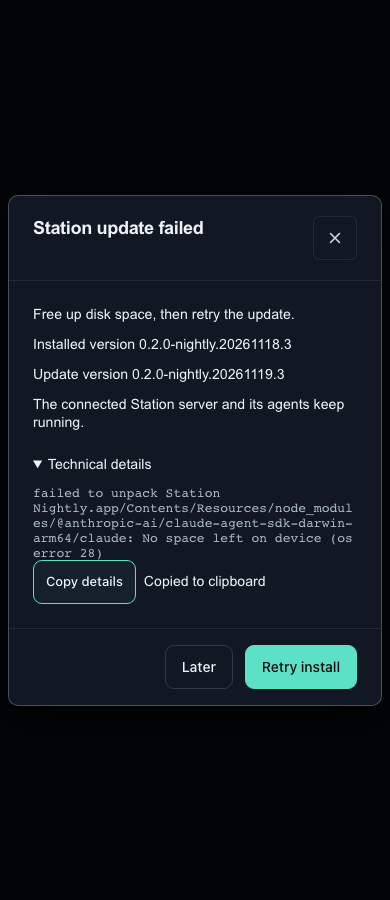 Station update failed
Free up disk space, then retry the update.
Installed version 0.2.0-nightly.20261118.3
Update version 0.2.0-nightly.20261119.3
The connected Station server and its agents keep
running.
Technical details
failed to unpack Station
Nightly.app/Contents/Resources/node_modul
es/@anthropic-ai/claude-agent-sdk-darwin-
arm64/claude: No space left on device (os
error 28)
Copy details
Copied to clipboard
Later
Retry install